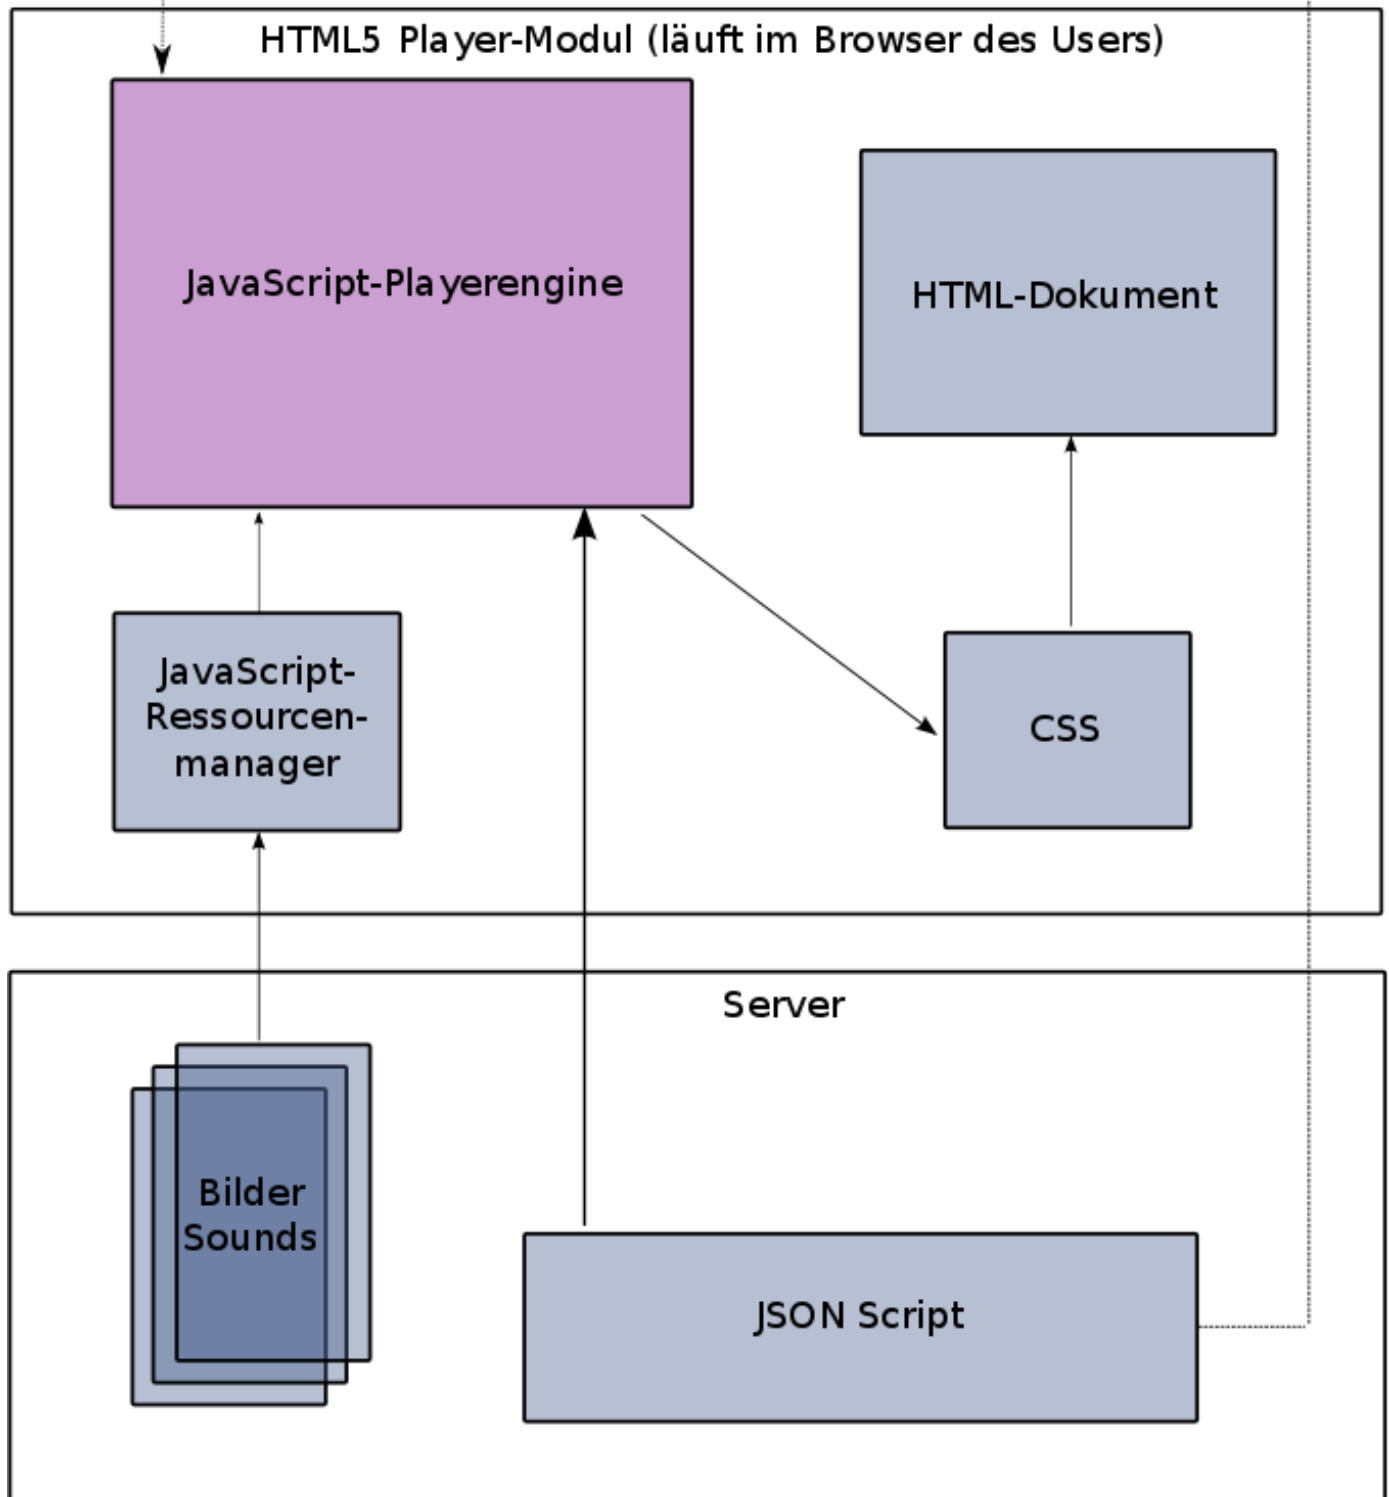 HTML5 Player-Modul (läuft im Browser des Users)
JavaScript-Playerengine
HTML-Dokument
JavaScript-
Ressourcen-
manager
CSS
Server
Bilder
Sounds
JSON Script